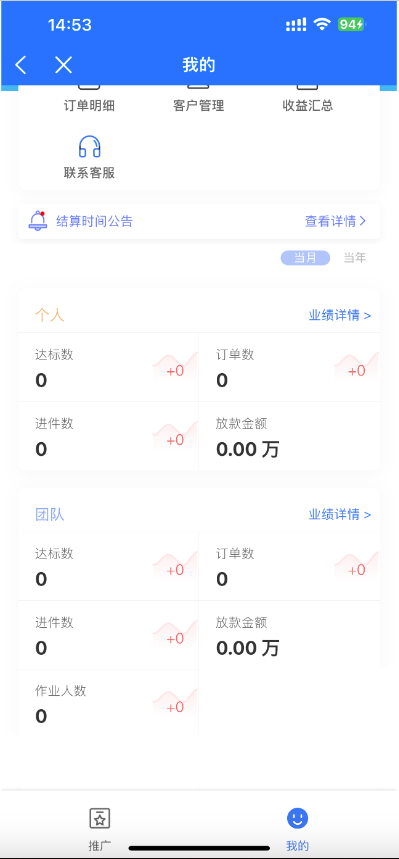 14:53
94
我的
订单明细 客户管理 收益汇总
联系客服
结算时间公告 查看详情
当月 当年
个人 业绩详情 >
达标数 订单数
0 +0 0 +0
进件数 放款金额
0 +0 0.00 万
团队 业绩详情 >
达标数 订单数
0 +0 0 +0
进件数 放款金额
0 +0 0.00 万
作业人数
0 +0
推广 我的